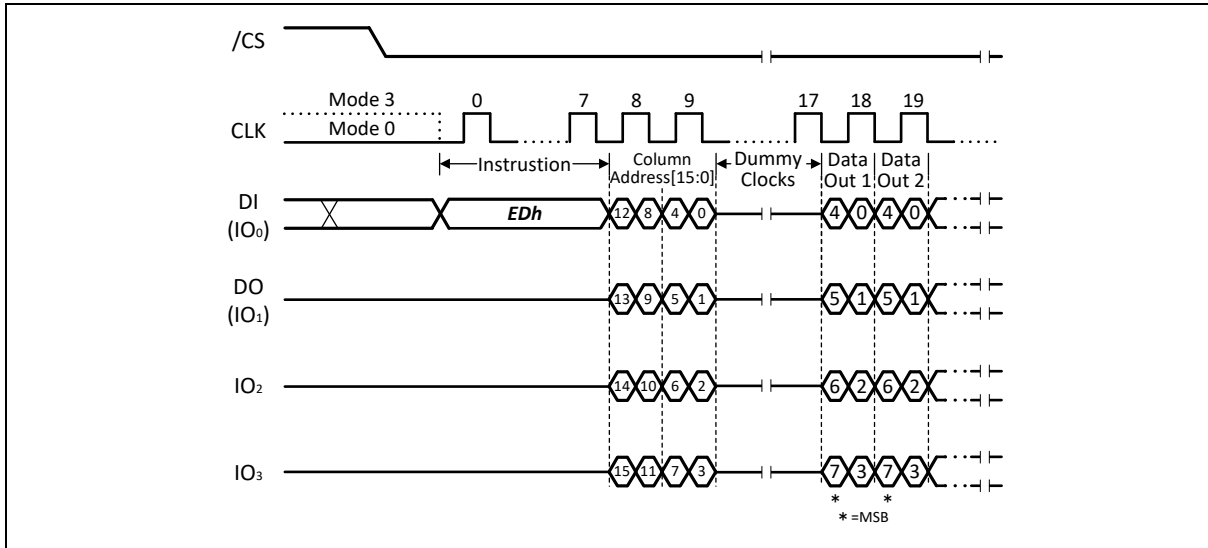 /CS
Mode 3
0 7 8 9 17 18 19
CLK
Mode 0
Instrustion
Column
Address[15:0]
Dummy
Clocks
Data
Out 1
Data
Out 2
DI
(IO₀)
EDh
12 8 4 0 4 0 4 0
DO
(IO₁)
13 9 5 1 5 1 5 1
IO₂
14 10 6 2 6 2 6 2
IO₃
15 11 7 3 7 3 7 3
* *
* =MSB